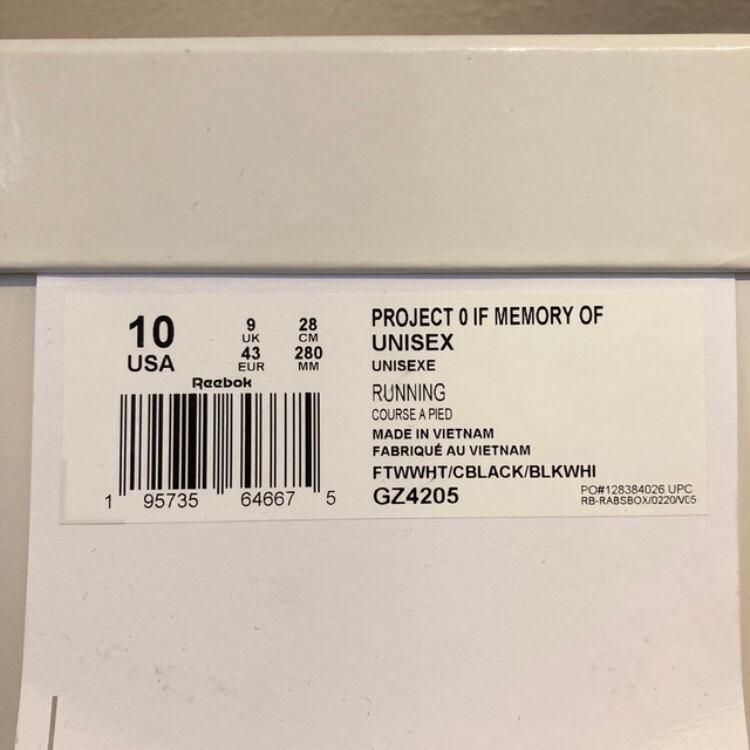 10
USA
9
UK
43
EUR
28
CM
280
MM
Reebok
1 95735 64667 5
PROJECT 0 IF MEMORY OF
UNISEX
UNISEXE
RUNNING
COURSE A PIED
MADE IN VIETNAM
FABRIQUÉ AU VIETNAM
FTWWHT/CBLACK/BLKWHI
GZ4205
PO#128384026 UPC
RB-RABSBOX/0220/V05